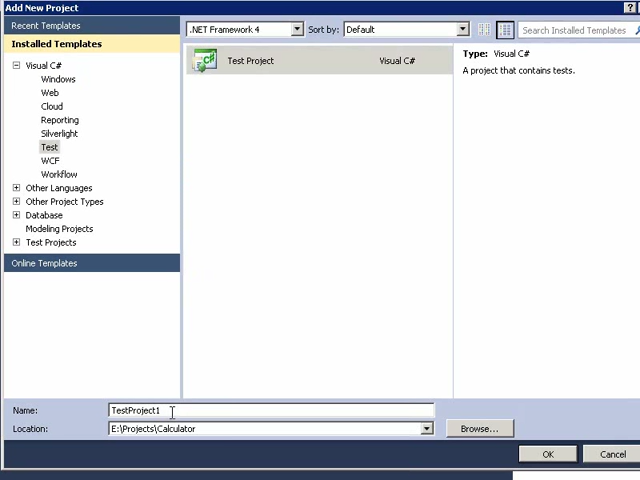 Add New Project
Recent Templates
.NET Framework 4
Sort by:
Default
Search Installed Templates
Installed Templates
Visual C#
Windows
Web
Cloud
Reporting
Silverlight
Test
WCF
Workflow
Other Languages
Other Project Types
Database
Modeling Projects
Test Projects
Online Templates
Test Project
Visual C#
Type: Visual C#
A project that contains tests.
Name:
TestProject1
Location:
E:\Projects\Calculator
Browse...
OK
Cancel